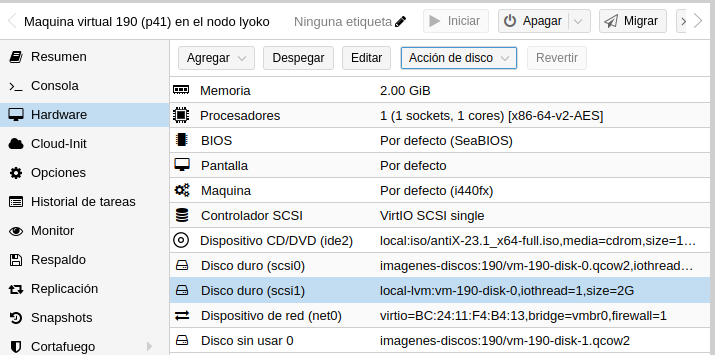 Maquina virtual 190 (p41) en el nodo lyoko Ninguna etiqueta Iniciar Apagar Migrar
Resumen
Consola
Hardware
Cloud-Init
Opciones
Historial de tareas
Monitor
Respaldo
Replicación
Snapshots
Cortafuego
Agregar Despegar Editar Acción de disco Revertir
Memoria 2.00 GiB
Procesadores 1 (1 sockets, 1 cores) [x86-64-v2-AES]
BIOS Por defecto (SeaBIOS)
Pantalla Por defecto
Maquina Por defecto (i440fx)
Controlador SCSI VirtIO SCSI single
Dispositivo CD/DVD (ide2) local:iso/antiX-23.1_x64-full.iso,media=cdrom,size=1...
Disco duro (scsi0) imagenes-discos:190/vm-190-disk-0.qcow2,iothread...
Disco duro (scsi1) local-lvm:vm-190-disk-0,iothread=1,size=2G
Dispositivo de red (net0) virtio=BC:24:11:F4:B4:13,bridge=vmbr0,firewall=1
Disco sin usar 0 imagenes-discos:190/vm-190-disk-1.qcow2